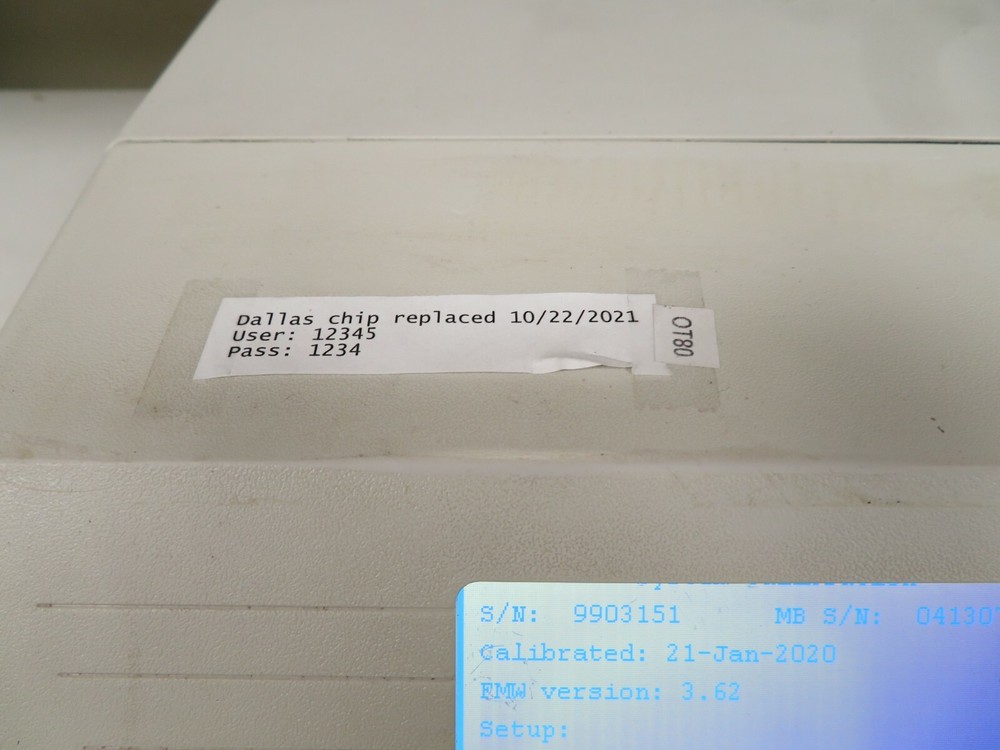 Dallas chip replaced 10/22/2021
User: 12345
Pass: 1234
OT80
S/N: 9903151 MB S/N: 04130
Calibrated: 21-Jan-2020
FMW version: 3.62
Setup: